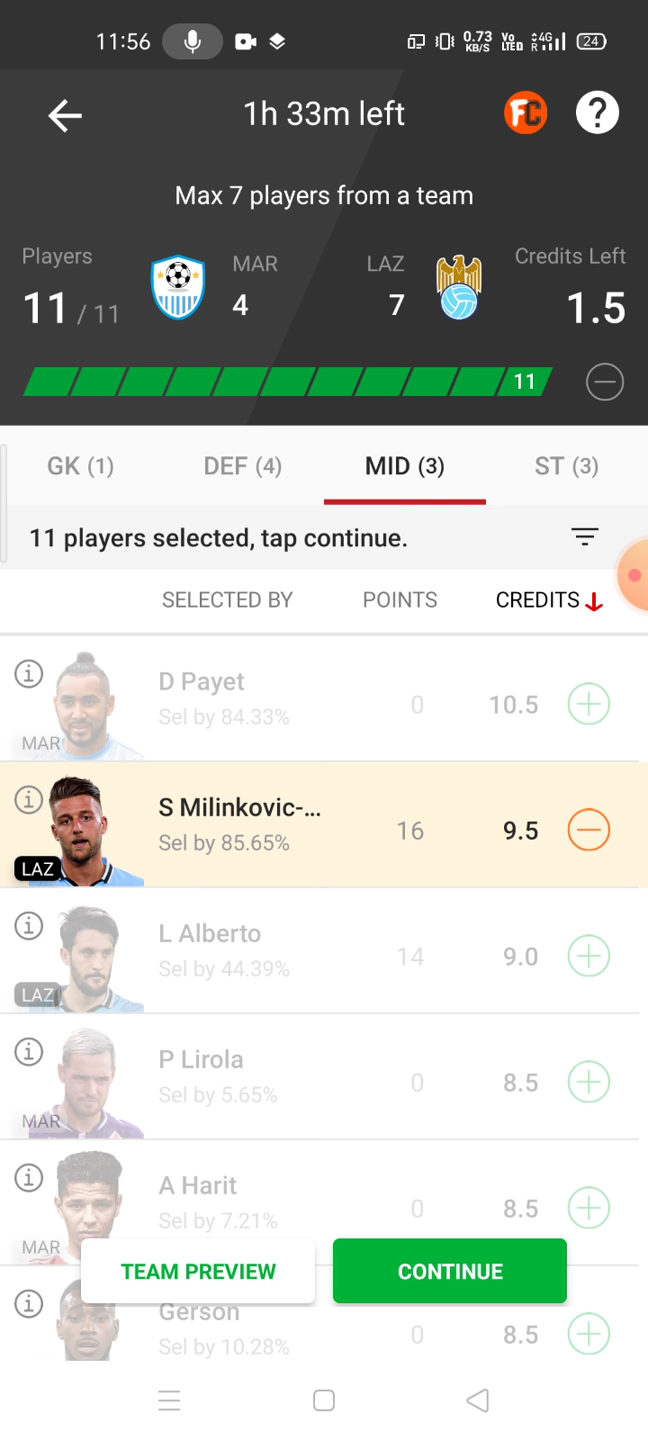 11:56 0.73 KB/S VoLTED 4G R 24
1h 33m left FC ?
Max 7 players from a team
Players MAR LAZ Credits Left
11 / 11 4 7 1.5
11
GK (1) DEF (4) MID (3) ST (3)
11 players selected, tap continue.
SELECTED BY POINTS CREDITS
D Payet
Sel by 84.33% 0 10.5
MAR
S Milinkovic-...
Sel by 85.65% 16 9.5
LAZ
L Alberto
Sel by 44.39% 14 9.0
LAZ
P Lirola
Sel by 5.65% 0 8.5
MAR
A Harit
Sel by 7.21% 0 8.5
MAR
TEAM PREVIEW CONTINUE
Gerson
Sel by 10.28% 0 8.5